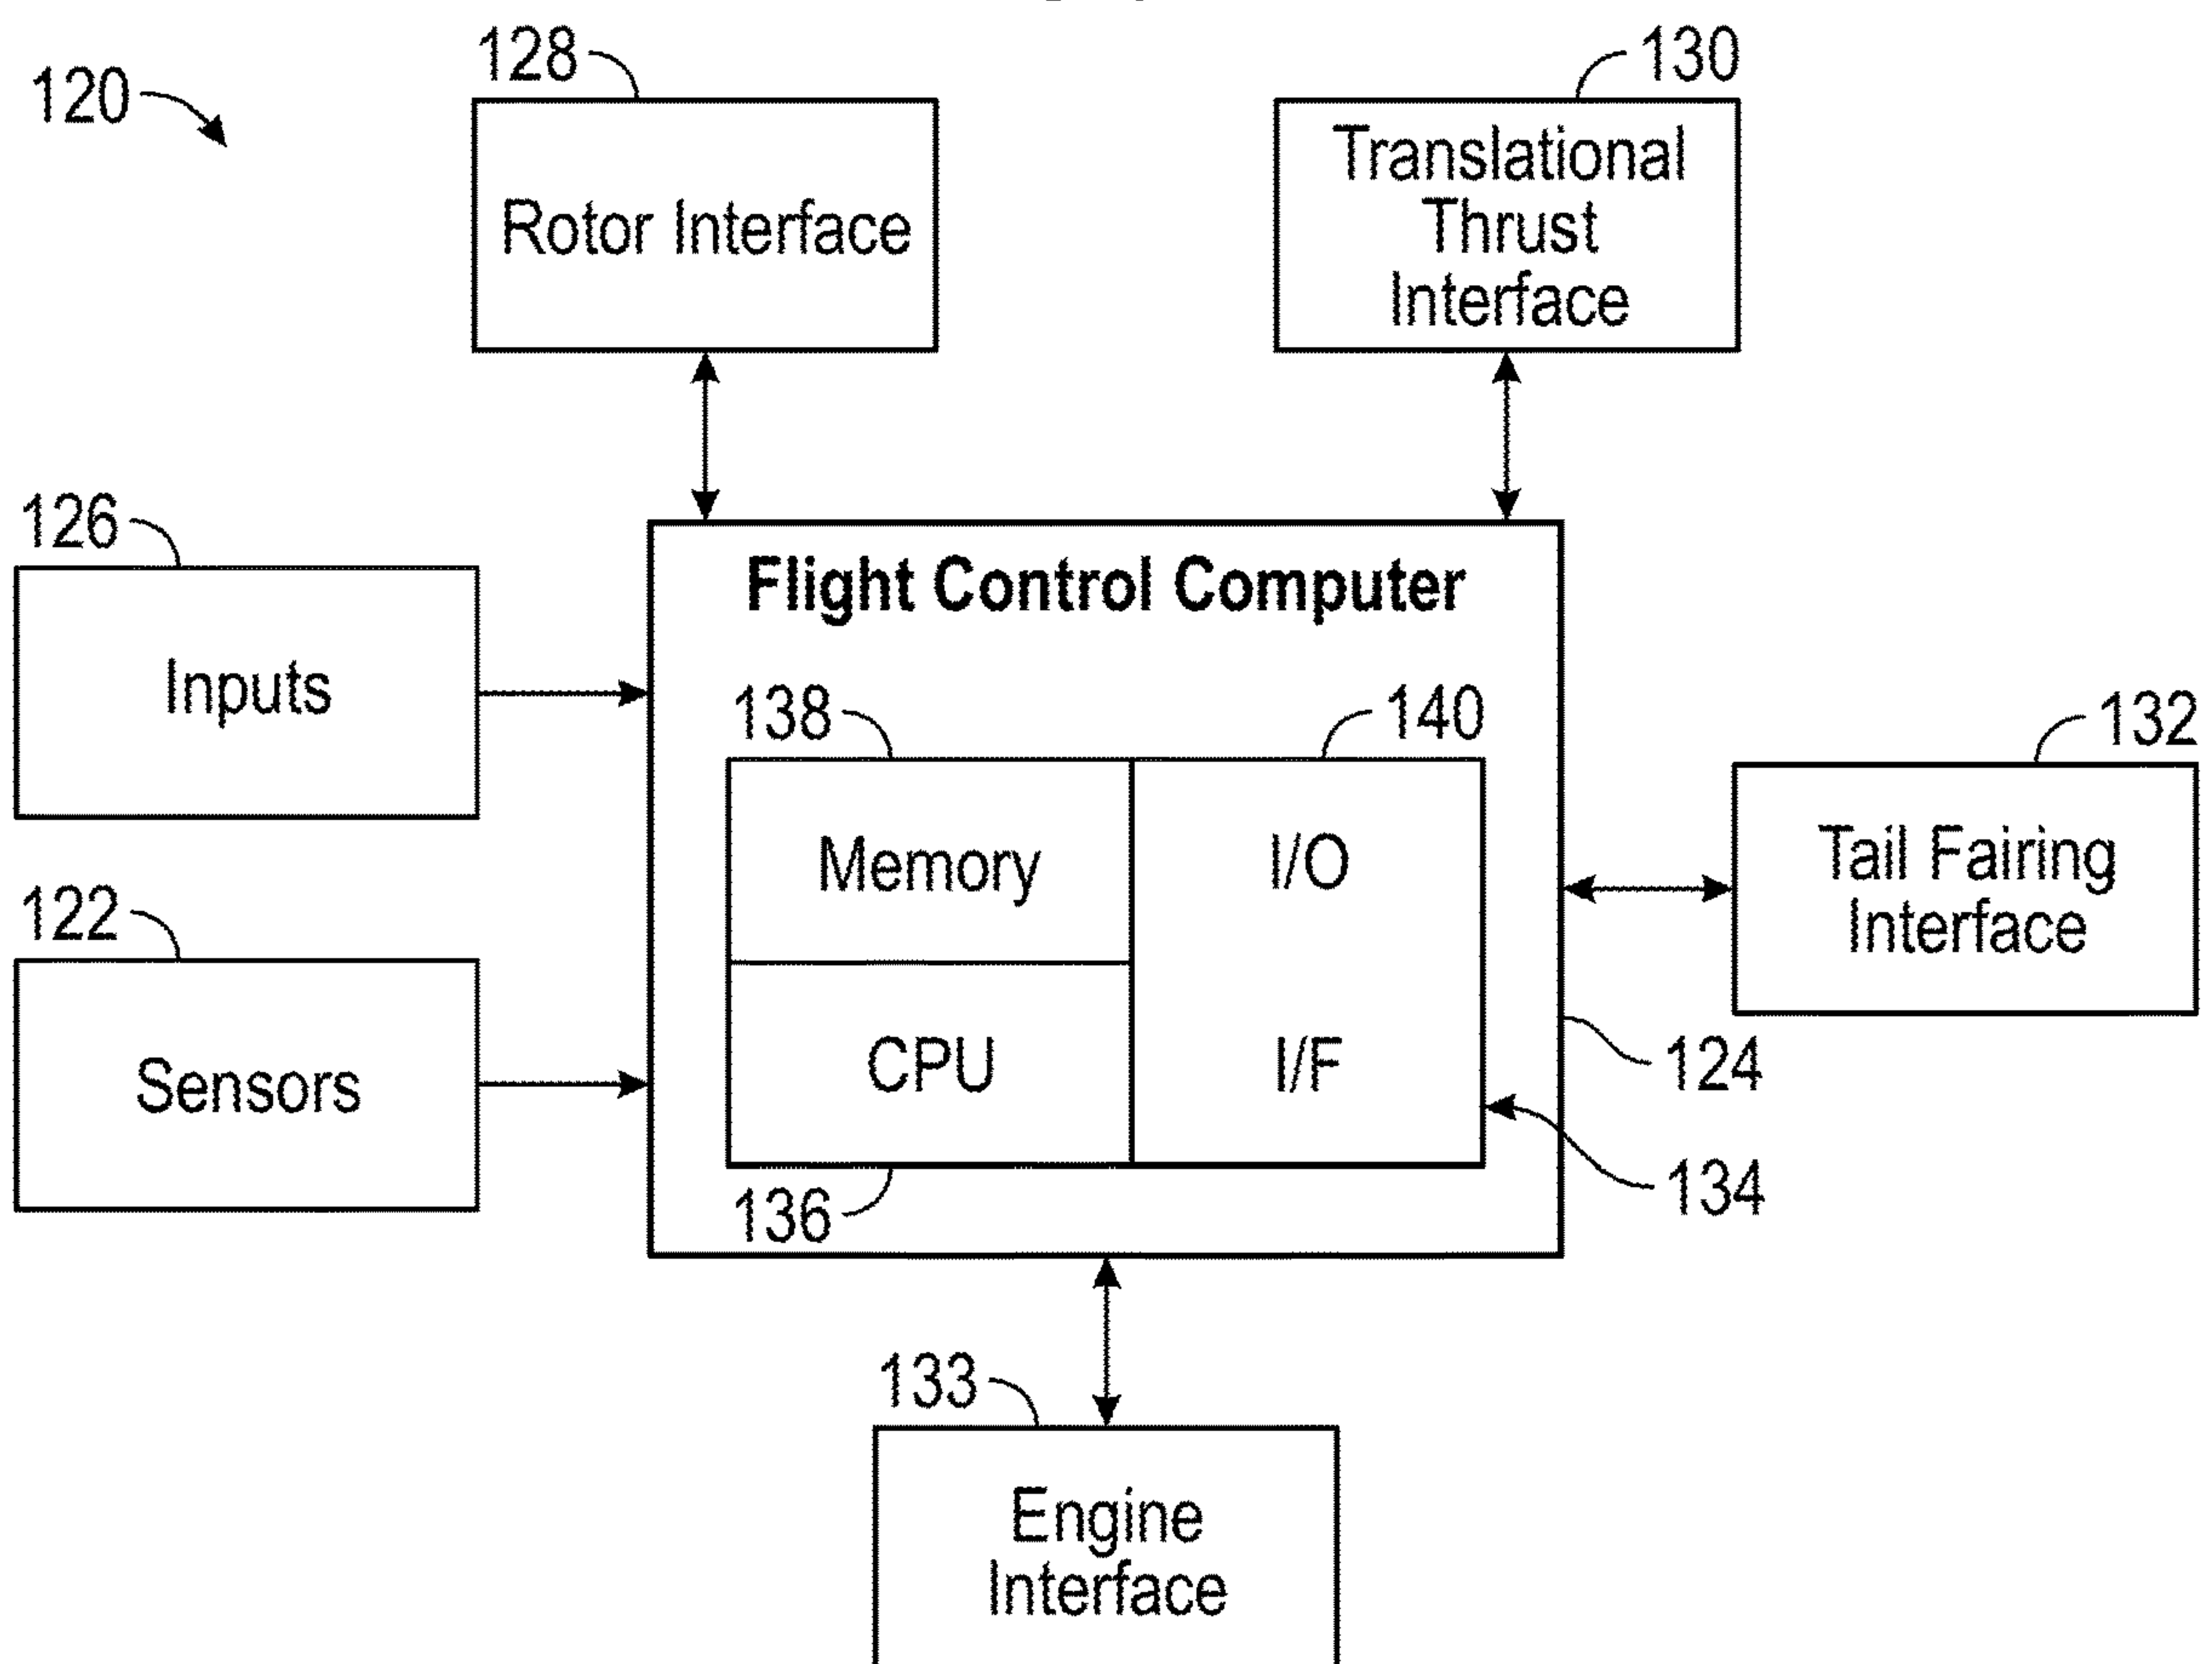 120
128
130
Rotor Interface
Translational
Thrust
Interface
126
Inputs
Flight Control Computer
138
140
132
Memory
I/O
Tail Fairing
Interface
122
Sensors
CPU
I/F
124
134
136
133
Engine
Interface